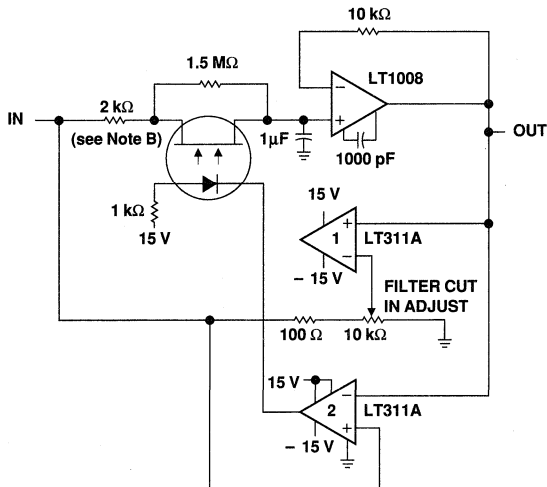 10 kΩ
1.5 MΩ
LT1008
−
+
IN
2 kΩ
(see Note B)
1μF
1000 pF
OUT
1 kΩ
15 V
15 V
+
1
LT311A
−
− 15 V
FILTER CUT
IN ADJUST
100 Ω
10 kΩ
15 V
−
2
LT311A
+
− 15 V